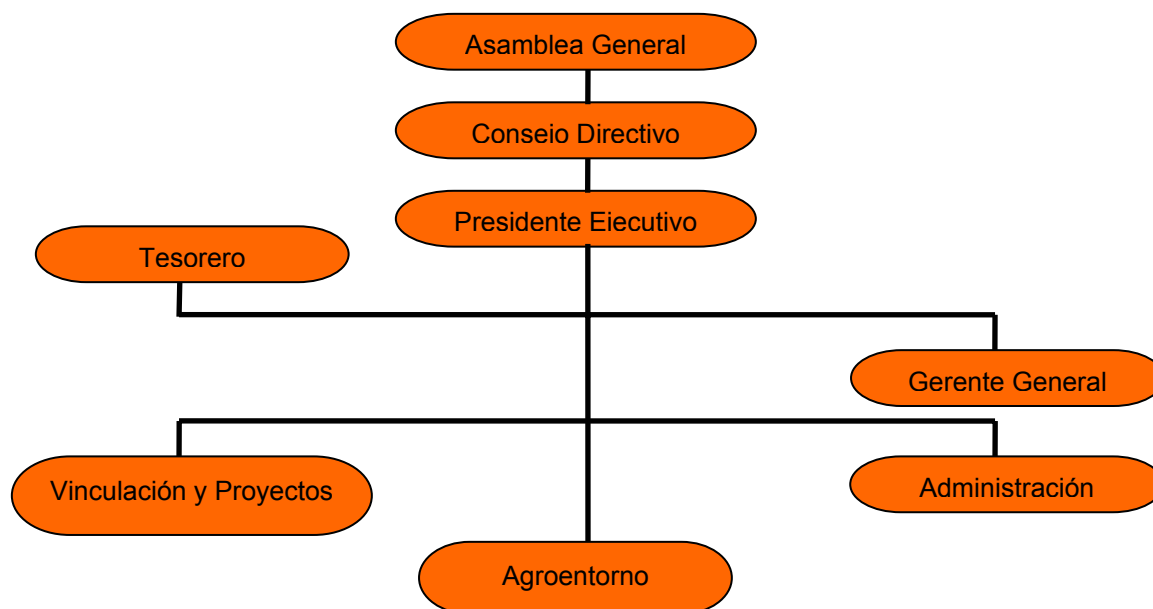 Asamblea General
Conseio Directivo
Presidente Eiecutivo
Tesorero
Gerente General
Vinculación y Proyectos
Administración
Agroentorno